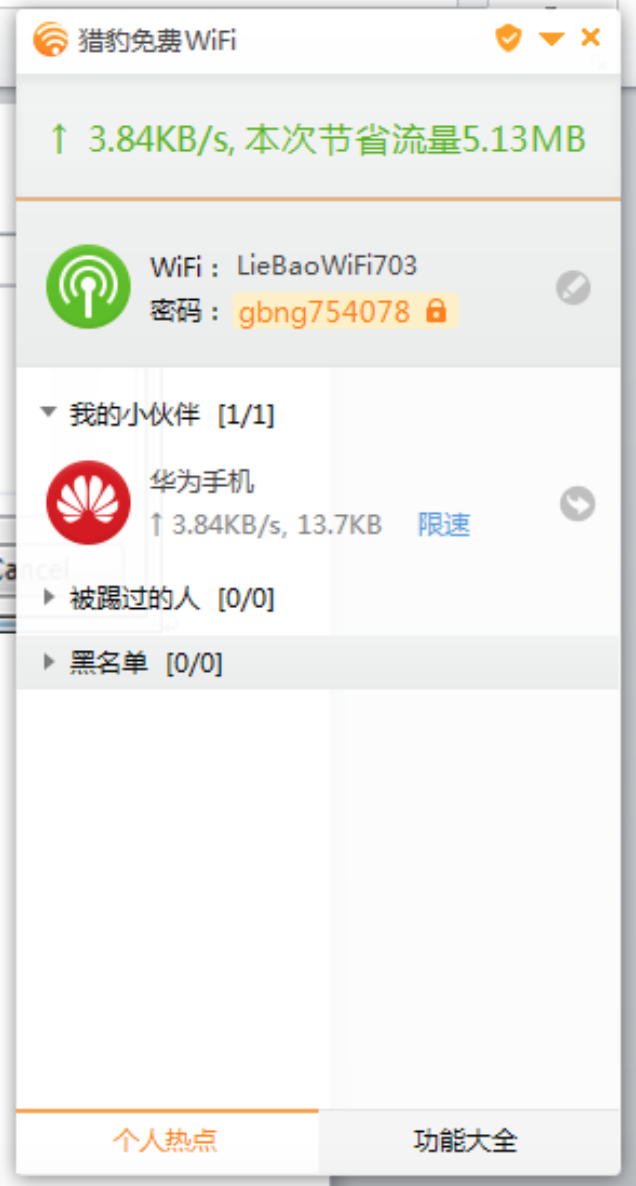 猎豹免费WiFi
↑ 3.84KB/s, 本次节省流量5.13MB
WiFi： LieBaoWiFi703
密码： gbng754078
我的小伙伴 [1/1]
华为手机
↑ 3.84KB/s, 13.7KB 限速
Cancel
被踢过的人 [0/0]
黑名单 [0/0]
个人热点 功能大全